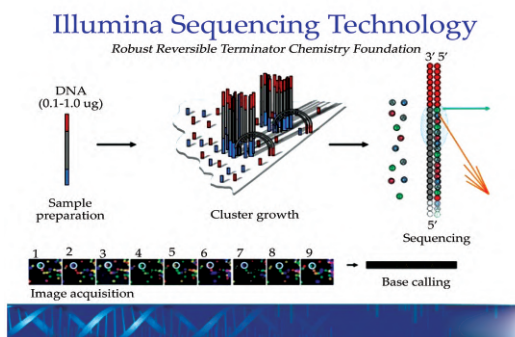 Illumina Sequencing Technology
Robust Reversible Terminator Chemistry Foundation
3′ 5′
DNA
(0.1-1.0 ug)
Sample
preparation
Cluster growth
5′
Sequencing
1 2 3 4 5 6 7 8 9
Image acquisition
Base calling